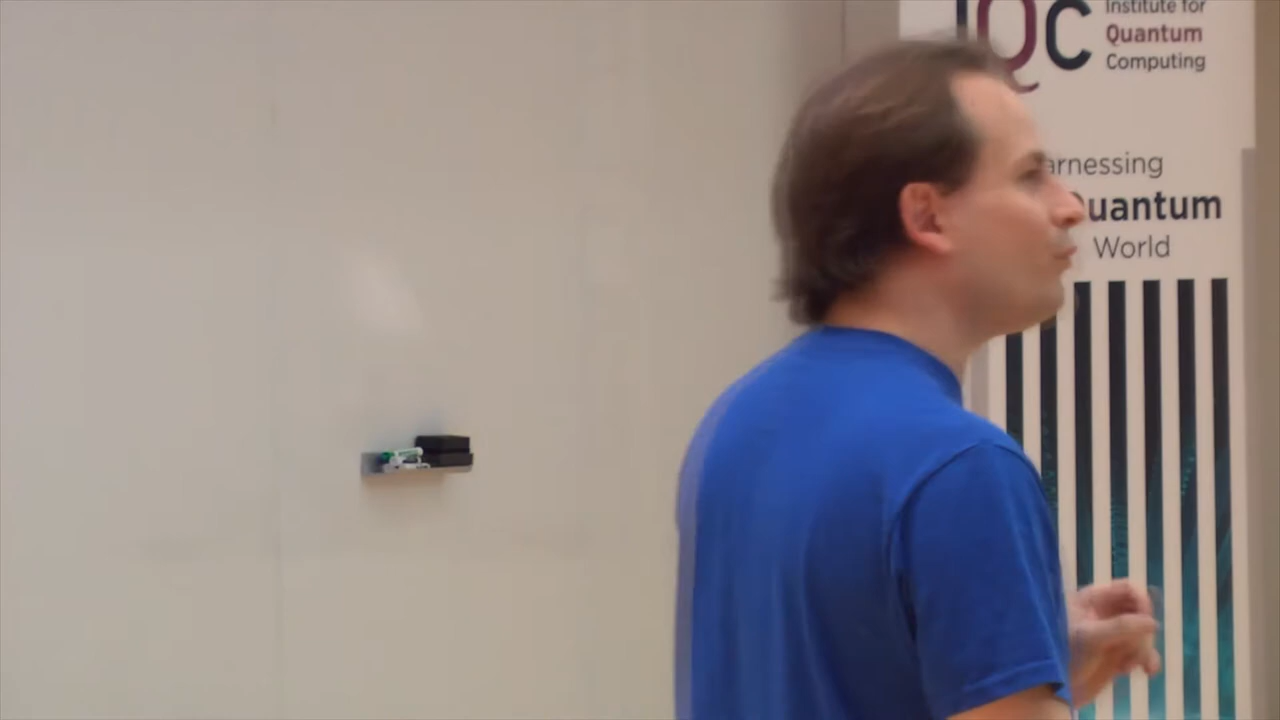 IQC
Institute for
Quantum
Computing
arnessing
Quantum
World